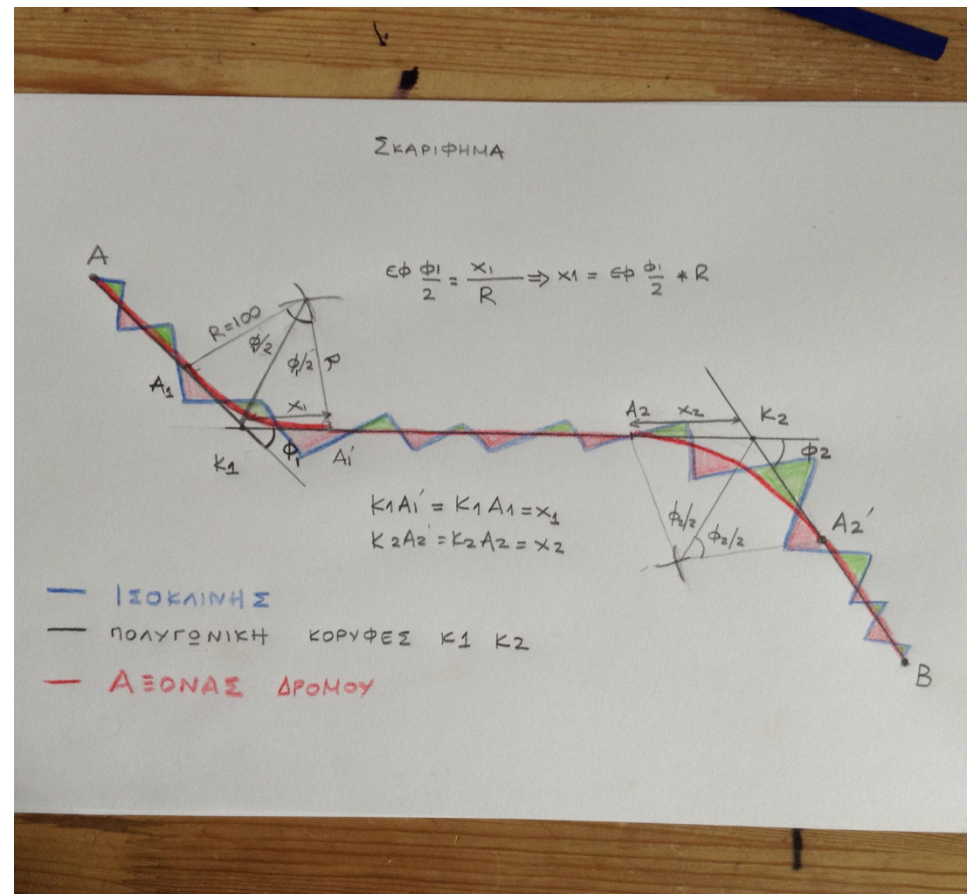 ΣΚΑΡΙΦΗΜΑ
A
εφ φ1/2 = x1/R ⇒ x1 = εφ φ1/2 * R
R=100
φ/2
φ1/2
R
A1
x1
K1
φ1
A1'
A2
x2
K2
φ2
K1A1' = K1A1 = x1
K2A2' = K2A2 = x2
φ2/2
φ2/2
A2'
ΙΣΟΚΛΙΝΗΣ
ΠΟΛΥΓΩΝΙΚΗ ΚΟΡΥΦΕΣ K1 K2
ΑΞΟΝΑΣ ΔΡΟΜΟΥ
B